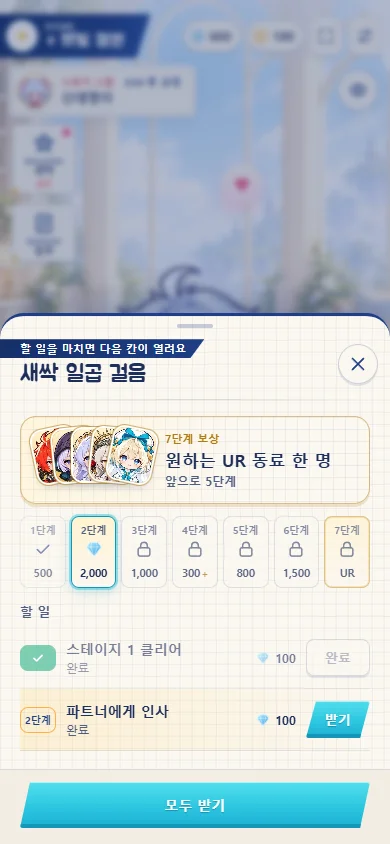 할 일을 마치면 다음 칸이 열려요
새싹 일곱 걸음
7단계 보상
원하는 UR 동료 한 명
앞으로 5단계
1단계 2단계 3단계 4단계 5단계 6단계 7단계
500 2,000 1,000 300+ 800 1,500 UR
할 일
스테이지 1 클리어
완료
100
완료
2단계
파트너에게 인사
완료
100
받기
모두 받기